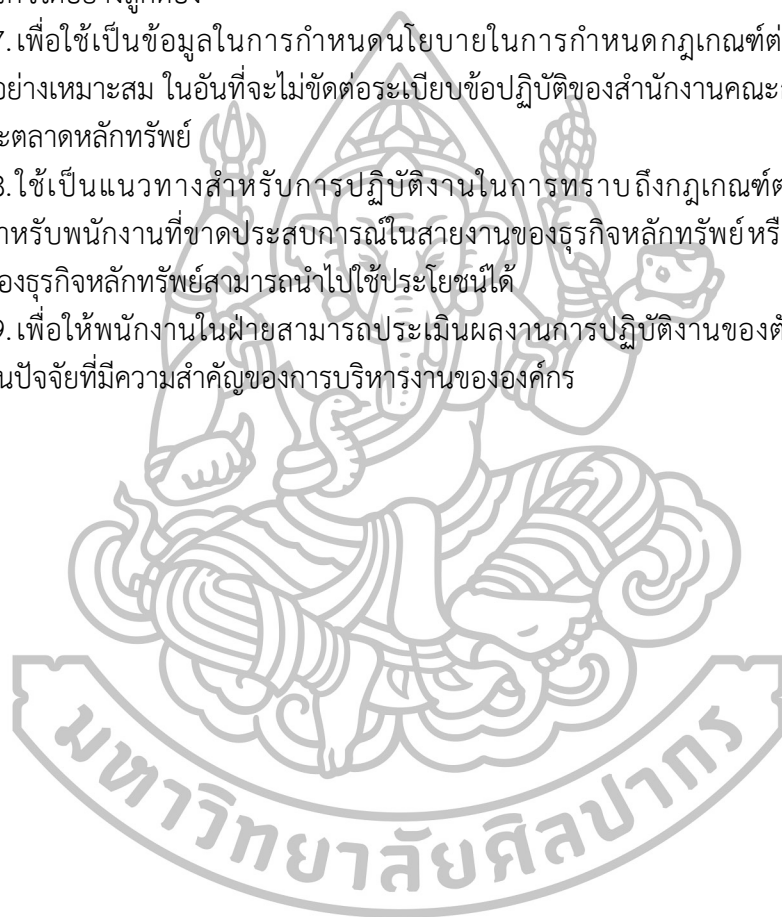 7. เพื่อใช้เป็นข้อมูลในการกำหนดนโยบายในการกำหนดกฎเกณฑ์
อย่างเหมาะสม ในอันที่จะไม่ขัดต่อระเบียบข้อปฏิบัติของสำนักงานคณะ
ะตลาดหลักทรัพย์
8. ใช้เป็นแนวทางสำหรับการปฏิบัติงานในการทราบถึงกฎเกณฑ์
ำหรับพนักงานที่ขาดประสบการณ์ในสายงานของธุรกิจหลักทรัพย์หรื
องธุรกิจหลักทรัพย์สามารถนำไปใช้ประโยชน์ได้
9. เพื่อให้พนักงานในฝ่ายสามารถประเมินผลงานการปฏิบัติงานของ
นปัจจัยที่มีความสำคัญของการบริหารงานขององค์กร
มหาวิทยาลัยศิลปากร